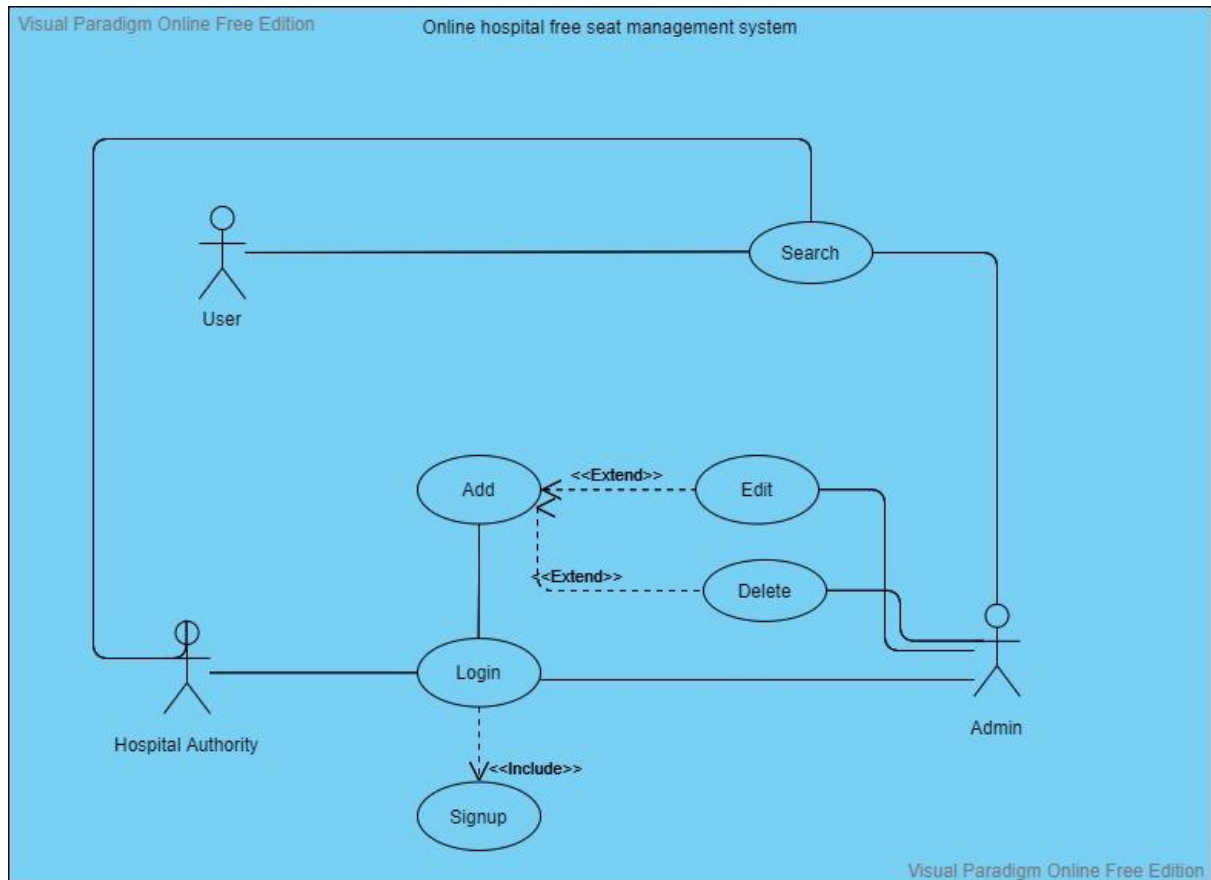 Visual Paradigm Online Free Edition
Online hospital free seat management system
Search
User
Add
<<Extend>>
Edit
<<Extend>>
Delete
Login
Hospital Authority
Admin
<<Include>>
Signup
Visual Paradigm Online Free Edition